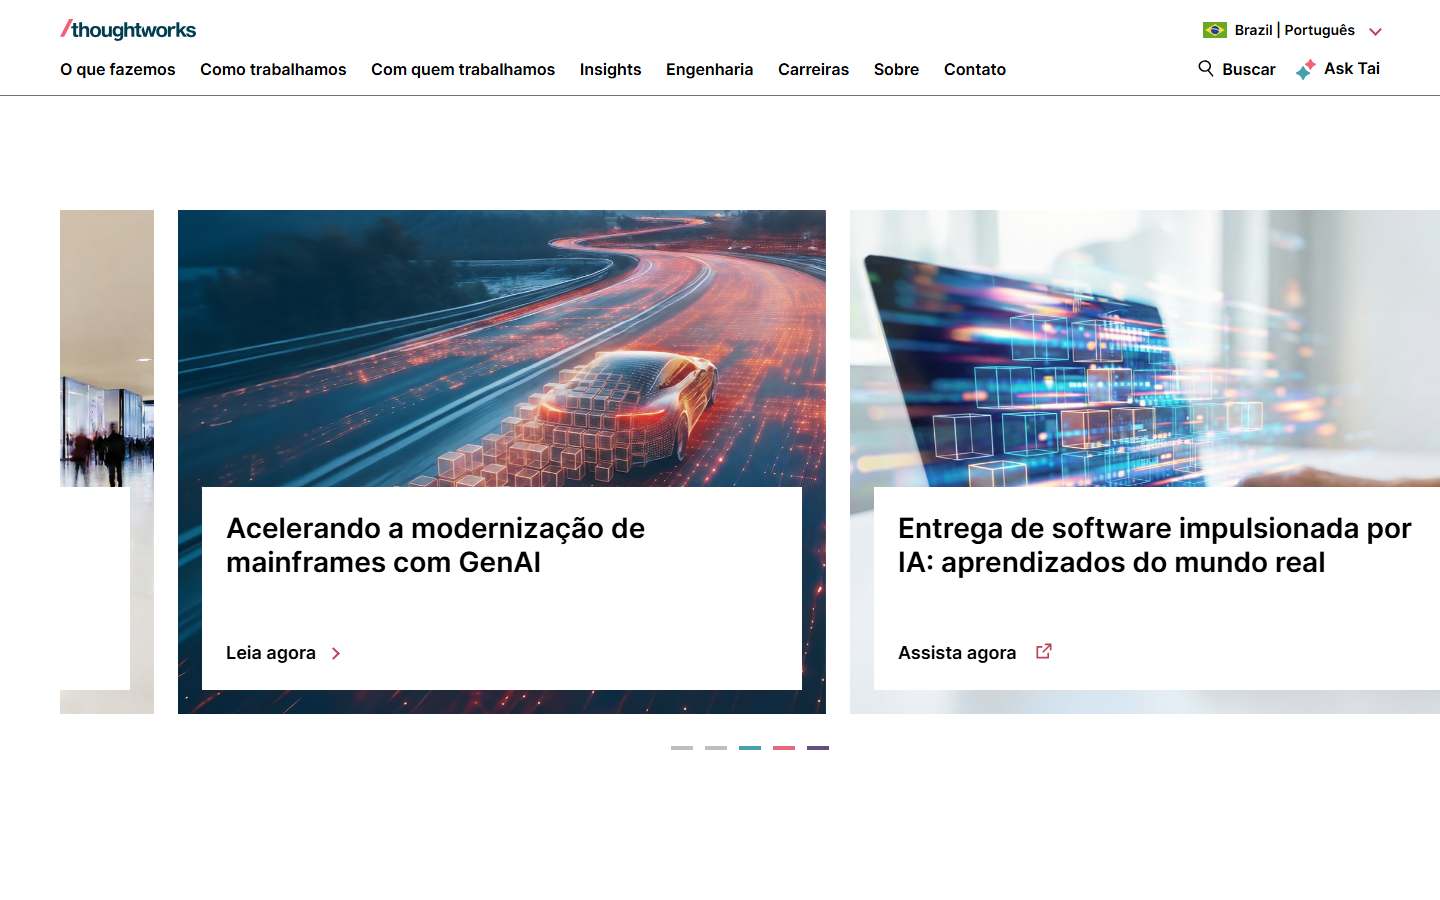 /thoughtworks
Brazil | Português
O que fazemos
Como trabalhamos
Com quem trabalhamos
Insights
Engenharia
Carreiras
Sobre
Contato
Buscar
Ask Tai
Acelerando a modernização de
mainframes com GenAI
Leia agora
Entrega de software impulsionada por
IA: aprendizados do mundo real
Assista agora